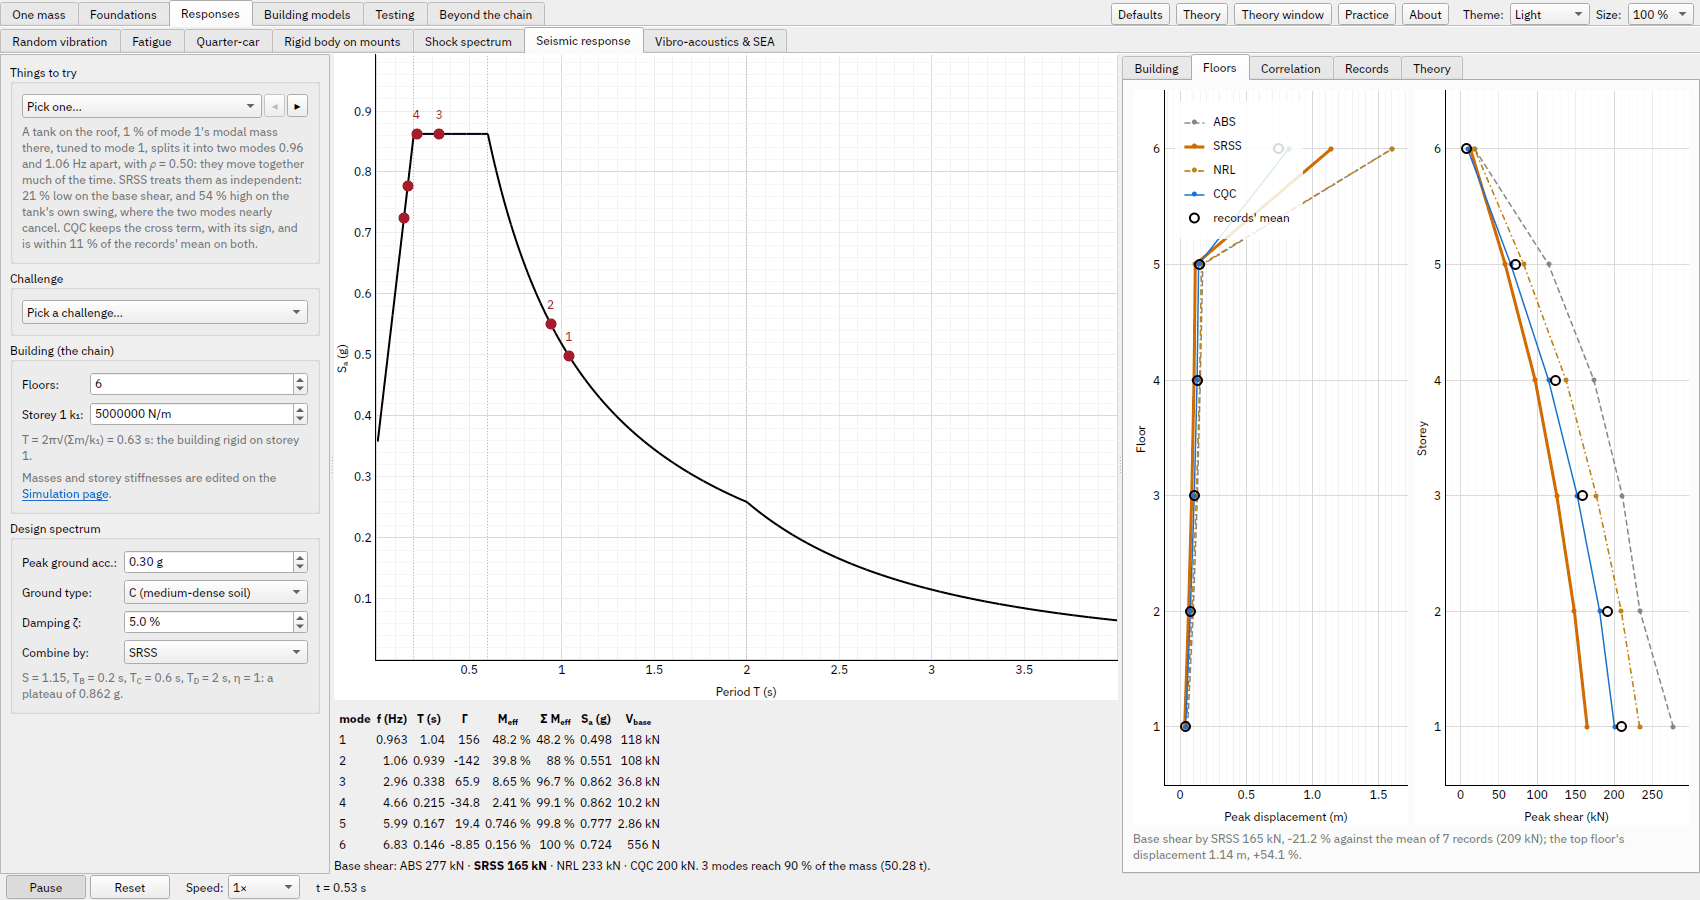 One mass
Foundations
Responses
Building models
Testing
Beyond the chain
Defaults
Theory
Theory window
Practice
About
Theme:
Light
Size:
100 %
Random vibration
Fatigue
Quarter-car
Rigid body on mounts
Shock spectrum
Seismic response
Vibro-acoustics & SEA
Things to try
Pick one...
A tank on the roof, 1 % of mode 1's modal mass
there, tuned to mode 1, splits it into two modes 0.96
and 1.06 Hz apart, with ρ = 0.50: they move together
much of the time. SRSS treats them as independent:
21 % low on the base shear, and 54 % high on the
tank's own swing, where the two modes nearly
cancel. CQC keeps the cross term, with its sign, and
is within 11 % of the records' mean on both.
Challenge
Pick a challenge...
Building (the chain)
Floors:
6
Storey 1 k₁:
5000000 N/m
T = 2π√(Σm/k₁) = 0.63 s: the building rigid on storey
1.
Masses and storey stiffnesses are edited on the
Simulation page.
Design spectrum
Peak ground acc.:
0.30 g
Ground type:
C (medium-dense soil)
Damping ζ:
5.0 %
Combine by:
SRSS
S = 1.15, T_B = 0.2 s, T_C = 0.6 s, T_D = 2 s, η = 1: a
plateau of 0.862 g.
Pause
Reset
Speed:
1×
t = 0.53 s
S_a (g)
0.9
0.8
0.7
0.6
0.5
0.4
0.3
0.2
0.1
4
3
2
1
0.5
1
1.5
2
2.5
3
3.5
Period T (s)
mode f (Hz) T (s) Γ M_eff Σ M_eff S_a (g) V_base
1 0.963 1.04 156 48.2 % 48.2 % 0.498 118 kN
2 1.06 0.939 -142 39.8 % 88 % 0.551 108 kN
3 2.96 0.338 65.9 8.65 % 96.7 % 0.862 36.8 kN
4 4.66 0.215 -34.8 2.41 % 99.1 % 0.862 10.2 kN
5 5.99 0.167 19.4 0.746 % 99.8 % 0.777 2.86 kN
6 6.83 0.146 -8.85 0.156 % 100 % 0.724 556 N
Base shear: ABS 277 kN · SRSS 165 kN · NRL 233 kN · CQC 200 kN. 3 modes reach 90 % of the mass (50.28 t).
Building
Floors
Correlation
Records
Theory
ABS
SRSS
NRL
CQC
records' mean
Floor
6
5
4
3
2
1
0
0.5
1.0
1.5
Peak displacement (m)
Storey
6
5
4
3
2
1
0
50
100
150
200
250
Peak shear (kN)
Base shear by SRSS 165 kN, -21.2 % against the mean of 7 records (209 kN); the top floor's
displacement 1.14 m, +54.1 %.